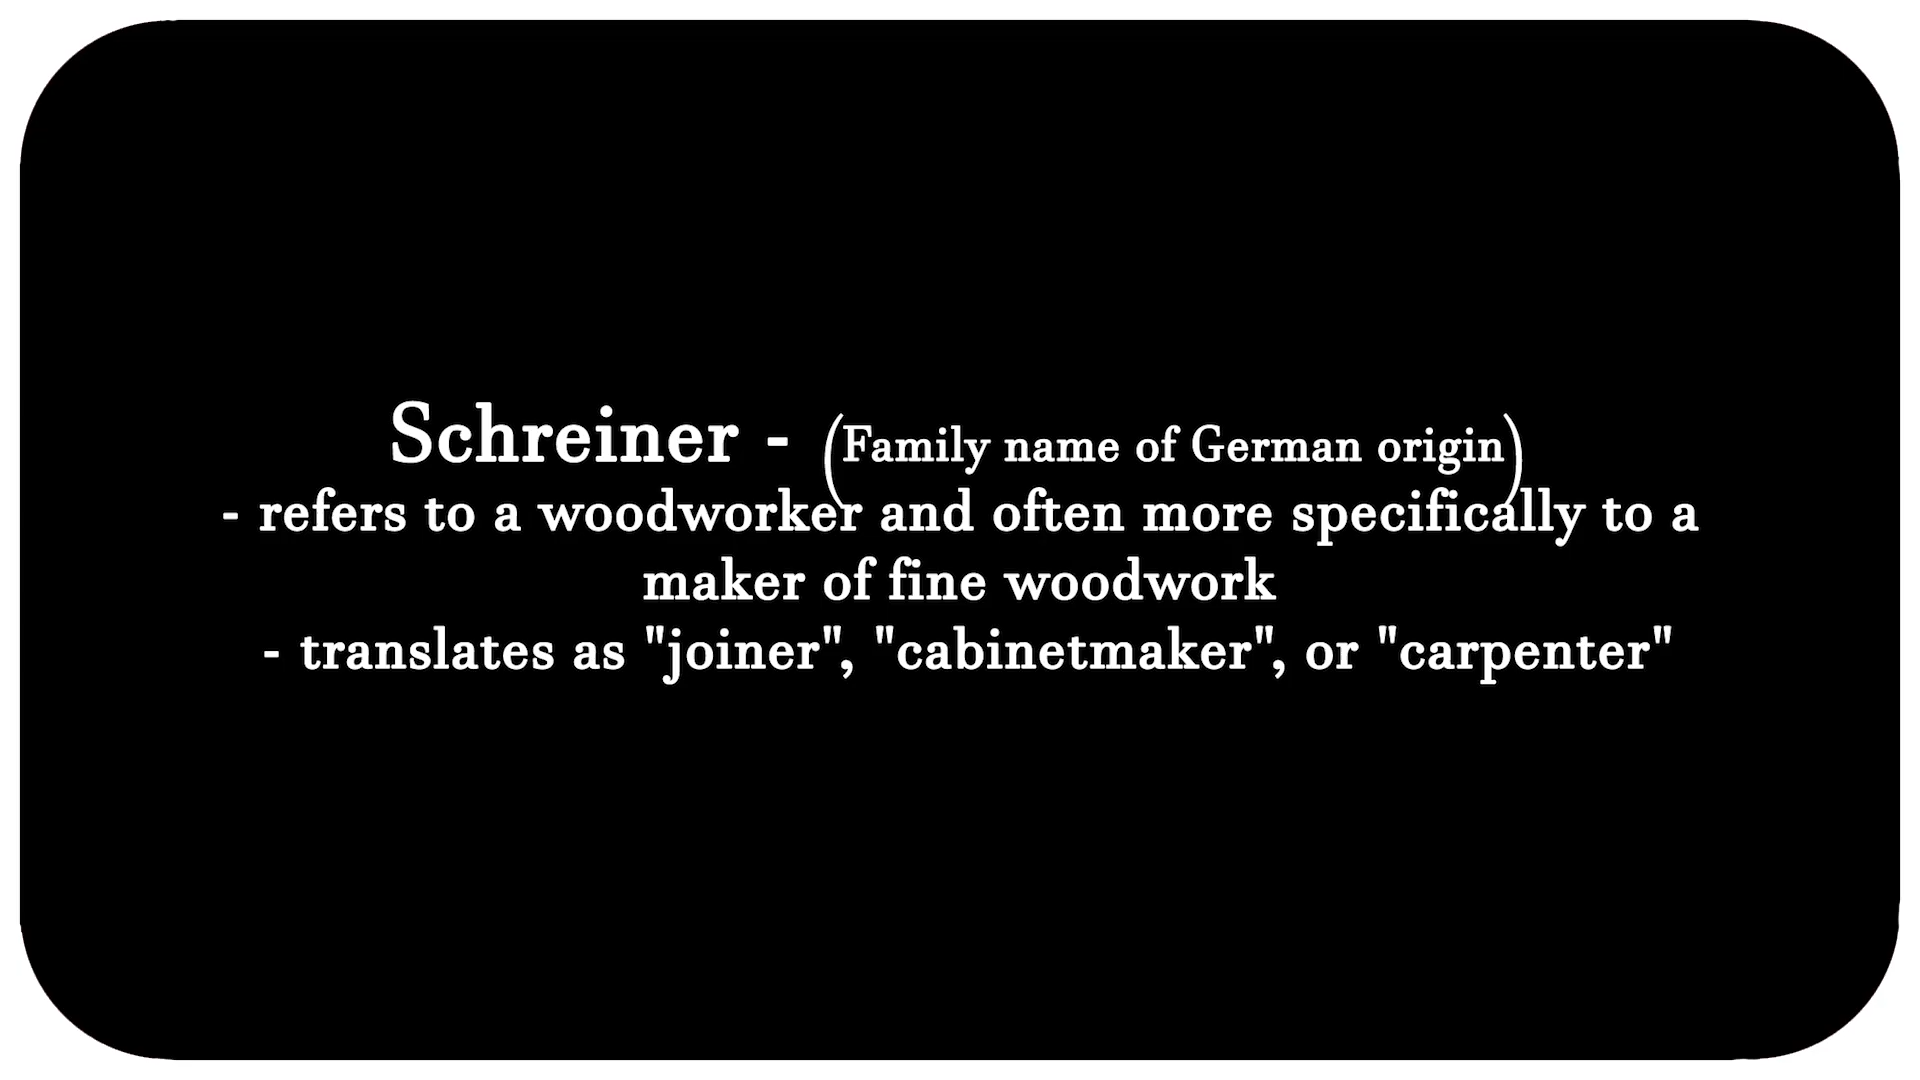 Schreiner - (Family name of German origin)
- refers to a woodworker and often more specifically to a
maker of fine woodwork
- translates as "joiner", "cabinetmaker", or "carpenter"